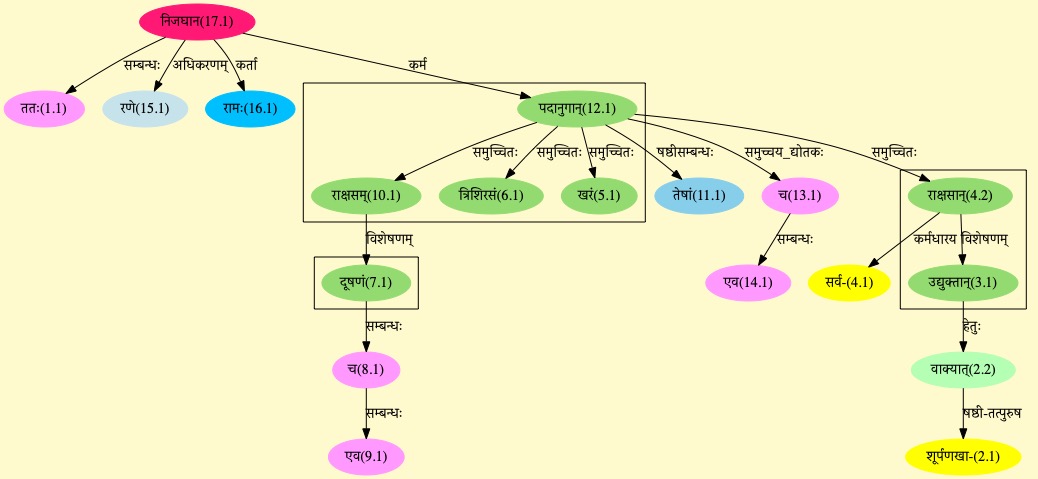 निजघान(17.1)
सम्बन्धः अधिकरणम् कर्ता कर्म
ततः(1.1) रणे(15.1) रामः(16.1) पदानुगान्(12.1)
समुच्चितः समुच्चितः समुच्चितः षष्ठीसम्बन्धः समुच्चय_द्योतकः समुच्चितः
राक्षसम्(10.1) त्रिशिरसं(6.1) खरं(5.1) तेषां(11.1) च(13.1) राक्षसान्(4.2)
विशेषणम् सम्बन्धः कर्मधारय विशेषणम्
दूषणं(7.1) एव(14.1) सर्व-(4.1) उद्युक्तान्(3.1)
सम्बन्धः हेतुः
च(8.1) वाक्यात्(2.2)
सम्बन्धः षष्ठी-तत्पुरुष
एव(9.1) शूर्पणखा-(2.1)